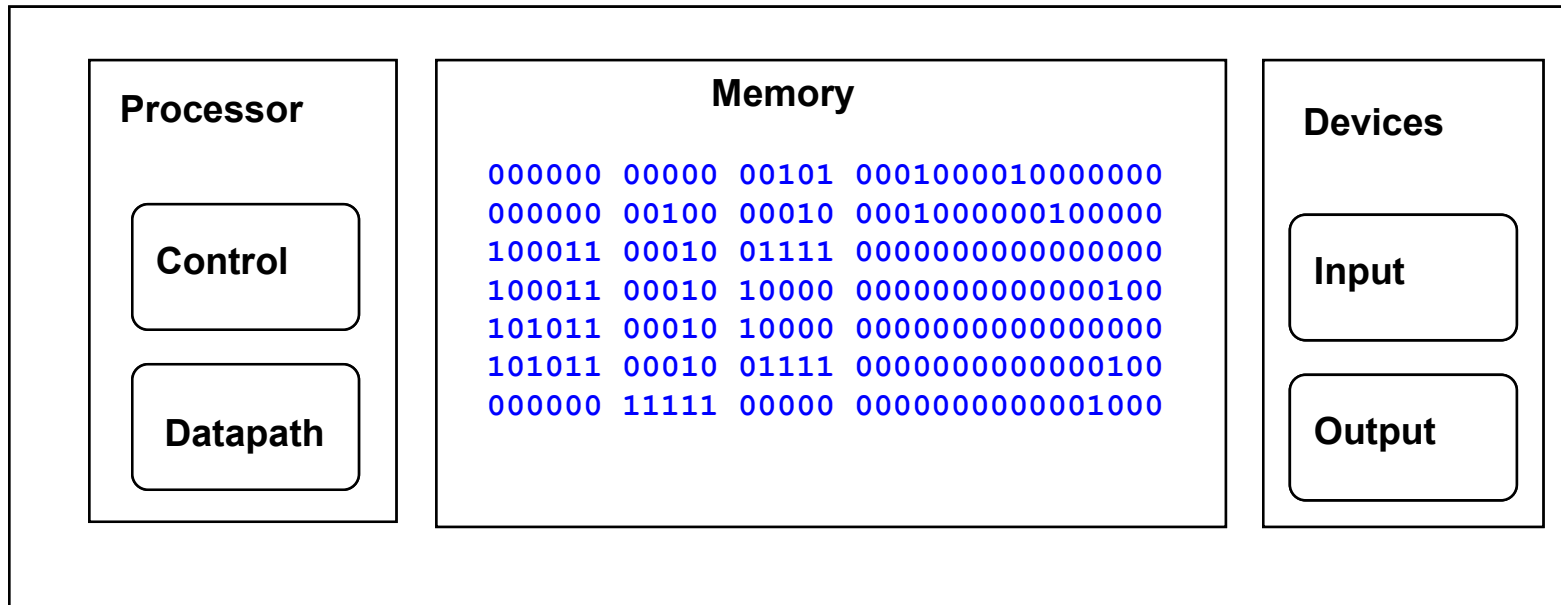 Processor
Control
Datapath
Memory
000000 00000 00101 0001000010000000
000000 00100 00010 0001000000100000
100011 00010 01111 0000000000000000
100011 00010 10000 0000000000000100
101011 00010 10000 0000000000000000
101011 00010 01111 0000000000000100
000000 11111 00000 0000000000001000
Devices
Input
Output